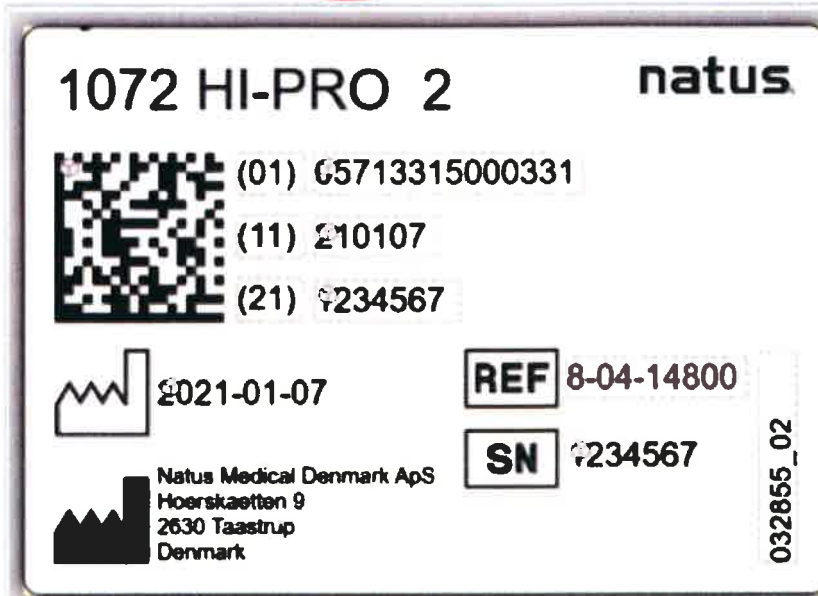 1072 HI-PRO 2
natus
(01) 05713315000331
(11) 210107
(21) 1234567
2021-01-07
REF 8-04-14800
SN 1234567
Natus Medical Denmark ApS
Hoerskaetten 9
2630 Taastrup
Denmark
032855_02